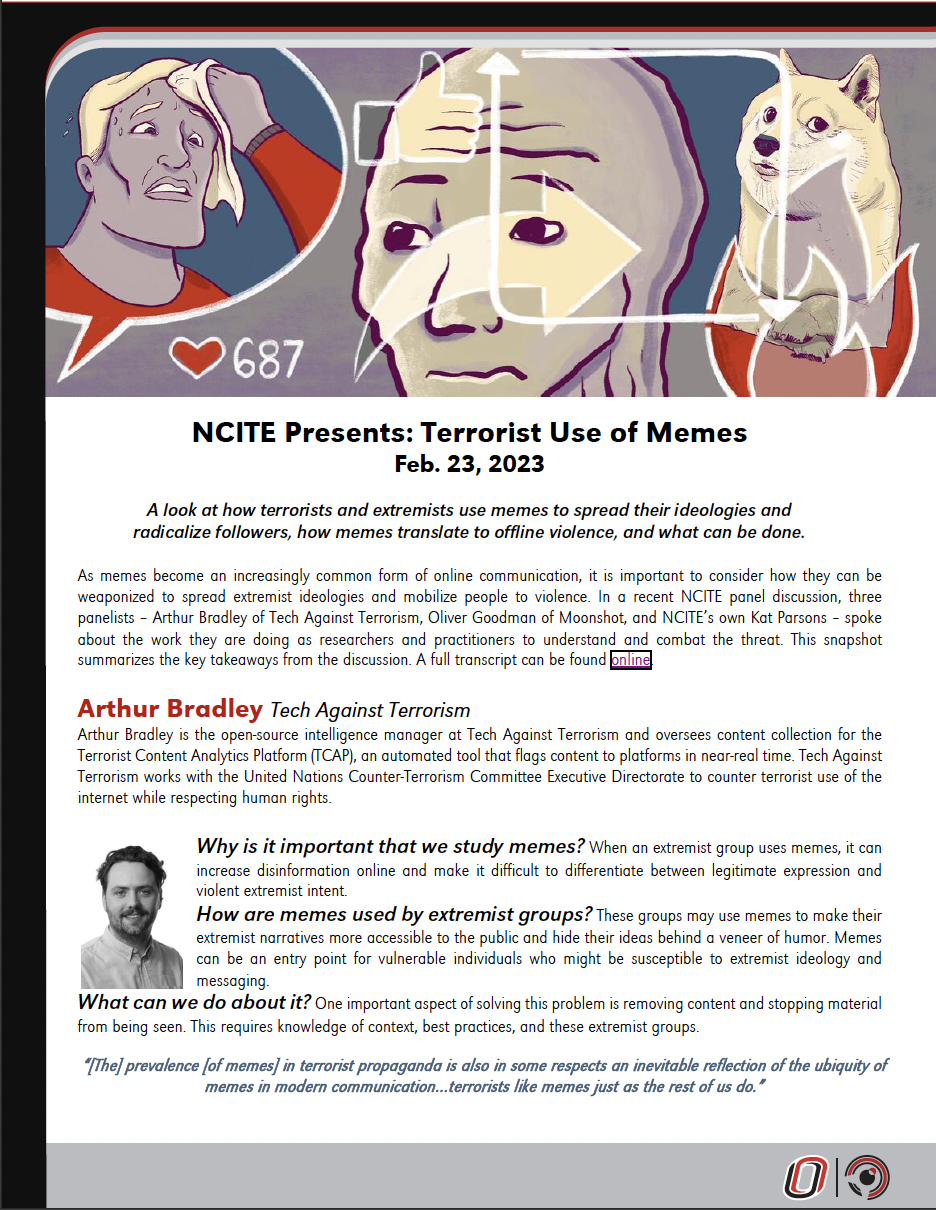 687
NCITE Presents: Terrorist Use of Memes
Feb. 23, 2023
A look at how terrorists and extremists use memes to spread their ideologies and
radicalize followers, how memes translate to offline violence, and what can be done.
As memes become an increasingly common form of online communication, it is important to consider how they can be
weaponized to spread extremist ideologies and mobilize people to violence. In a recent NCITE panel discussion, three
panelists – Arthur Bradley of Tech Against Terrorism, Oliver Goodman of Moonshot, and NCITE’s own Kat Parsons – spoke
about the work they are doing as researchers and practitioners to understand and combat the threat. This snapshot
summarizes the key takeaways from the discussion. A full transcript can be found online.
Arthur Bradley Tech Against Terrorism
Arthur Bradley is the open-source intelligence manager at Tech Against Terrorism and oversees content collection for the
Terrorist Content Analytics Platform (TCAP), an automated tool that flags content to platforms in near-real time. Tech Against
Terrorism works with the United Nations Counter-Terrorism Committee Executive Directorate to counter terrorist use of the
internet while respecting human rights.
Why is it important that we study memes? When an extremist group uses memes, it can
increase disinformation online and make it difficult to differentiate between legitimate expression and
violent extremist intent.
How are memes used by extremist groups? These groups may use memes to make their
extremist narratives more accessible to the public and hide their ideas behind a veneer of humor. Memes
can be an entry point for vulnerable individuals who might be susceptible to extremist ideology and
messaging.
What can we do about it? One important aspect of solving this problem is removing content and stopping material
from being seen. This requires knowledge of context, best practices, and these extremist groups.
“[The] prevalence [of memes] in terrorist propaganda is also in some respects an inevitable reflection of the ubiquity of
memes in modern communication...terrorists like memes just as the rest of us do.”
O